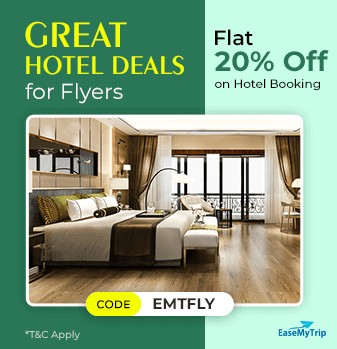 GREAT
HOTEL DEALS
for Flyers
Flat
20% Off
on Hotel Booking
CODE EMTFLY
*T&C Apply
EaseMyTrip